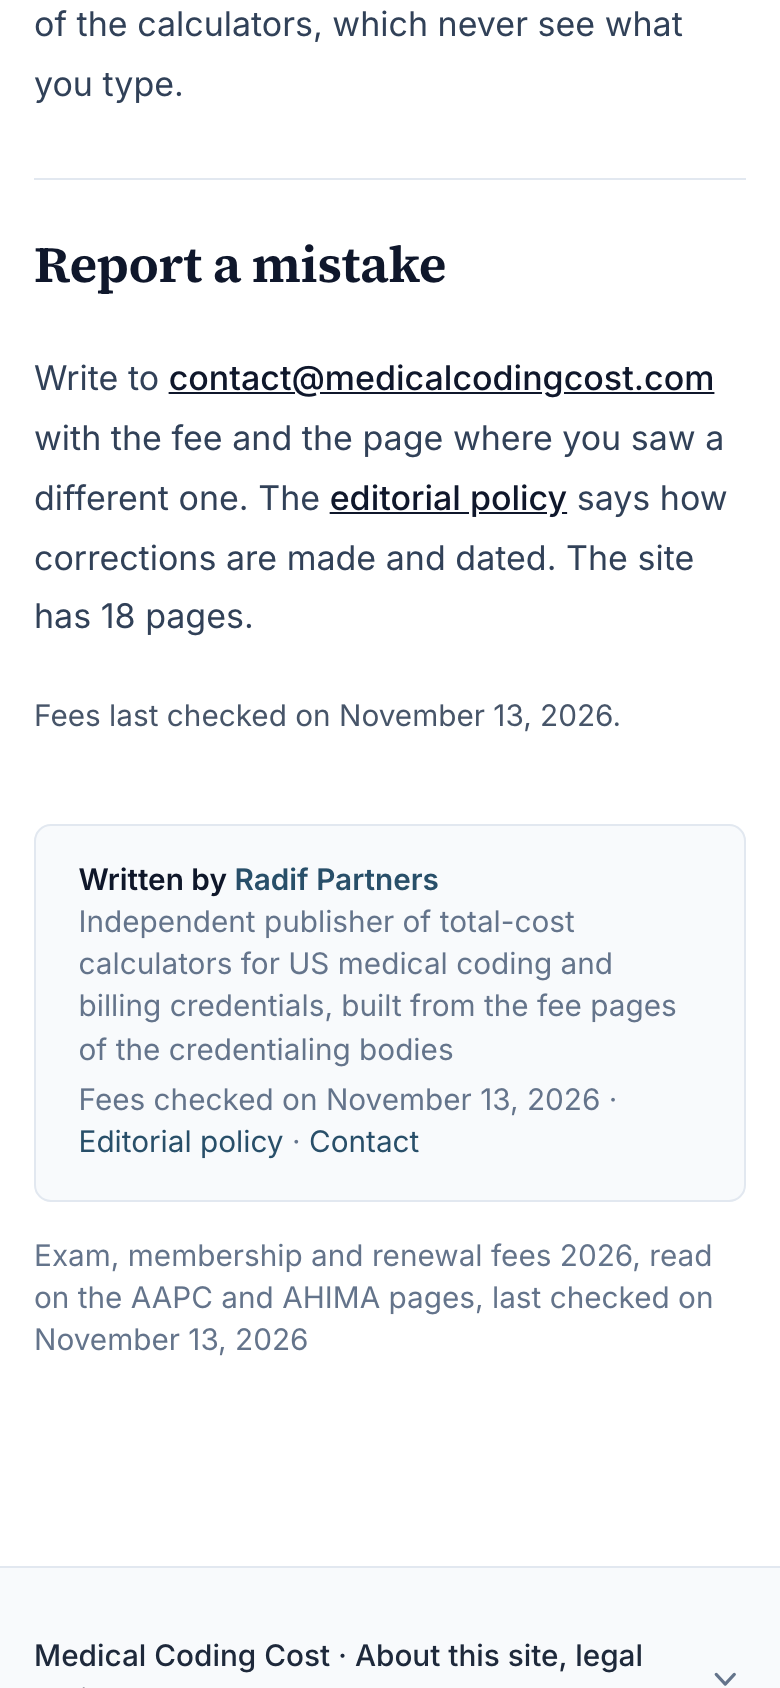 of the calculators, which never see what
you type.
Report a mistake
Write to contact@medicalcodingcost.com
with the fee and the page where you saw a
different one. The editorial policy says how
corrections are made and dated. The site
has 18 pages.
Fees last checked on November 13, 2026.
Written by Radif Partners
Independent publisher of total-cost
calculators for US medical coding and
billing credentials, built from the fee pages
of the credentialing bodies
Fees checked on November 13, 2026 ·
Editorial policy · Contact
Exam, membership and renewal fees 2026, read
on the AAPC and AHIMA pages, last checked on
November 13, 2026
Medical Coding Cost · About this site, legal